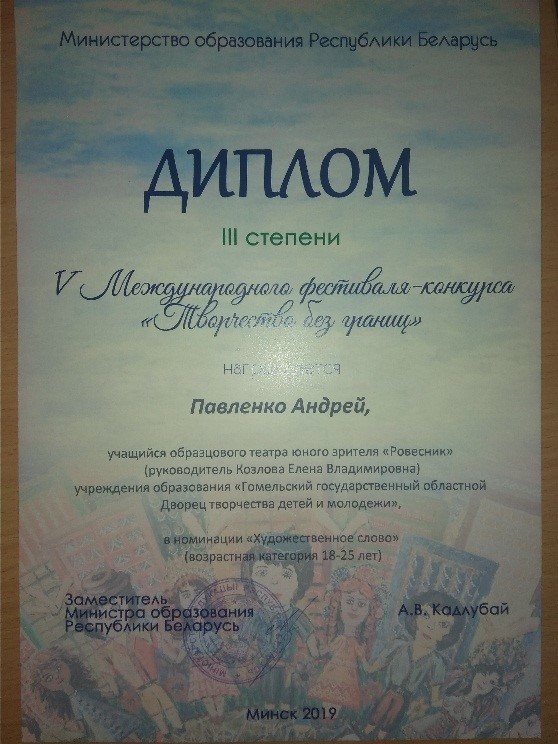 Министерство образования Республики Беларусь
ДИПЛОМ
III степени
V Международного фестиваля-конкурса
«Творчество без границ»
награждается
Павленко Андрей,
учащийся образцового театра юного зрителя «Ровесник»
(руководитель Козлова Елена Владимировна)
учреждения образования «Гомельский государственный областной
Дворец творчества детей и молодежи»,
в номинации «Художественное слово»
(возрастная категория 18-25 лет)
Заместитель
Министра образования
Республики Беларусь
А.В. Кадлубай
Минск 2019